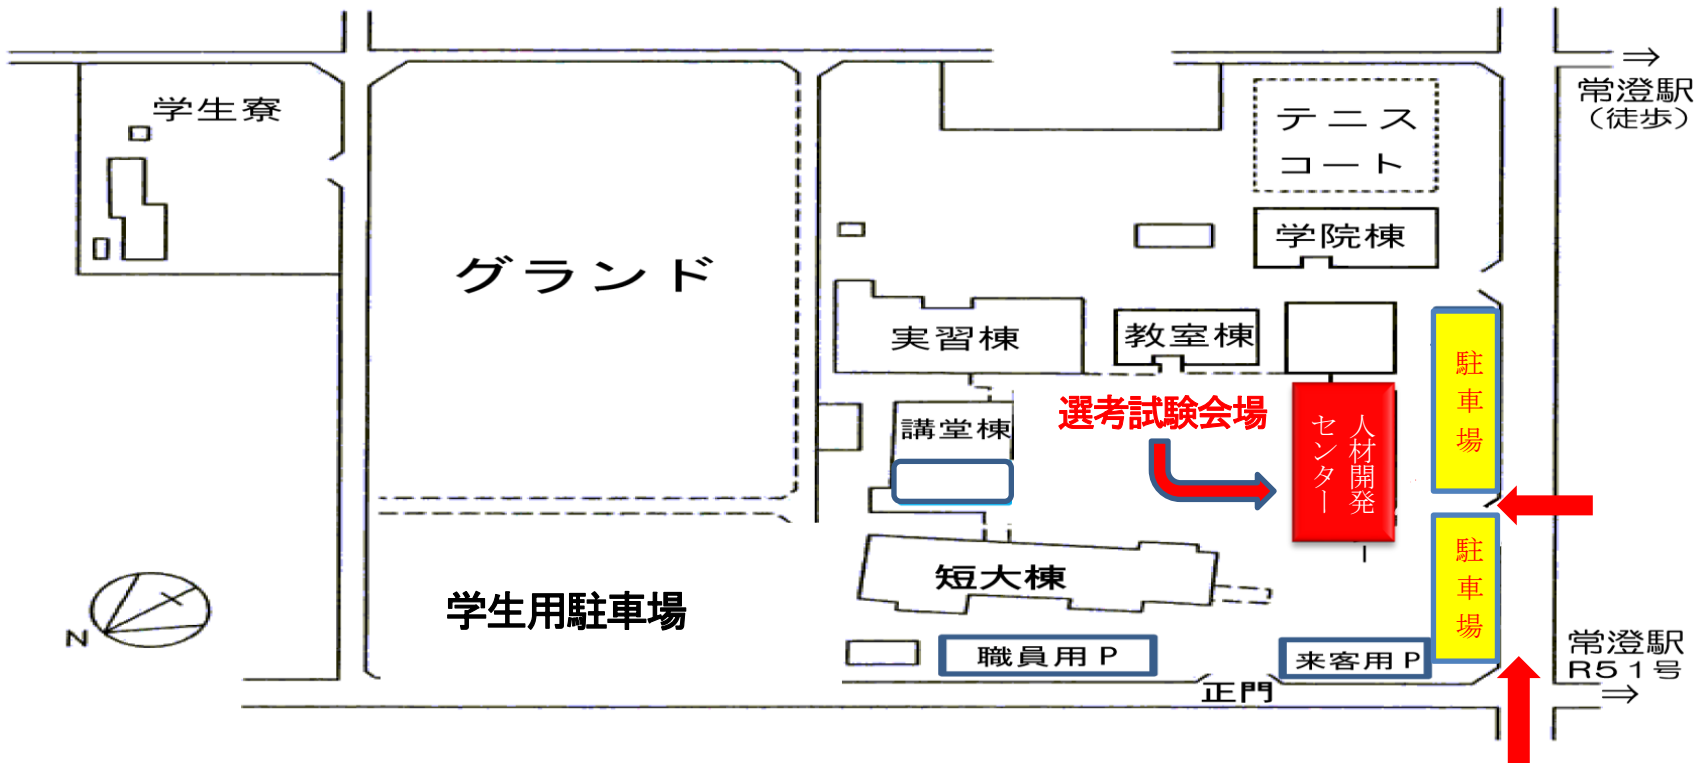 ⇒
常澄駅
（徒歩）
学生寮
テニス
コート
学院棟
グランド
実習棟
教室棟
駐車場
選考試験会場
人材開発
センター
講堂棟
短大棟
駐車場
学生用駐車場
N
職員用P
来客用P
正門
常澄駅
R51号
⇒